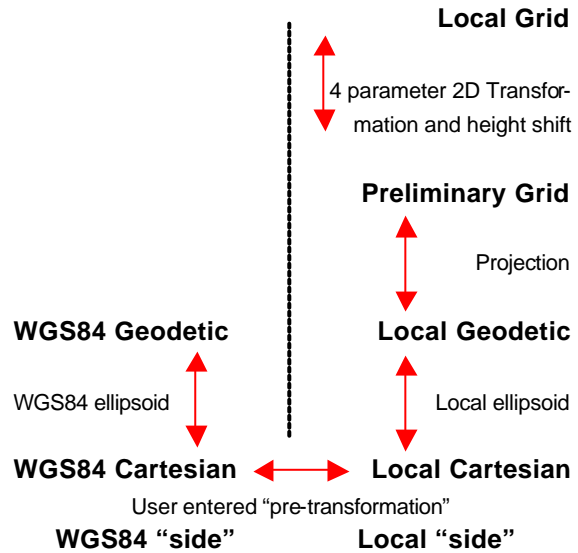 Local Grid
4 parameter 2D Transfor-
mation and height shift
Preliminary Grid
Projection
WGS84 Geodetic Local Geodetic
WGS84 ellipsoid Local ellipsoid
WGS84 Cartesian Local Cartesian
User entered “pre-transformation”
WGS84 “side” Local “side”